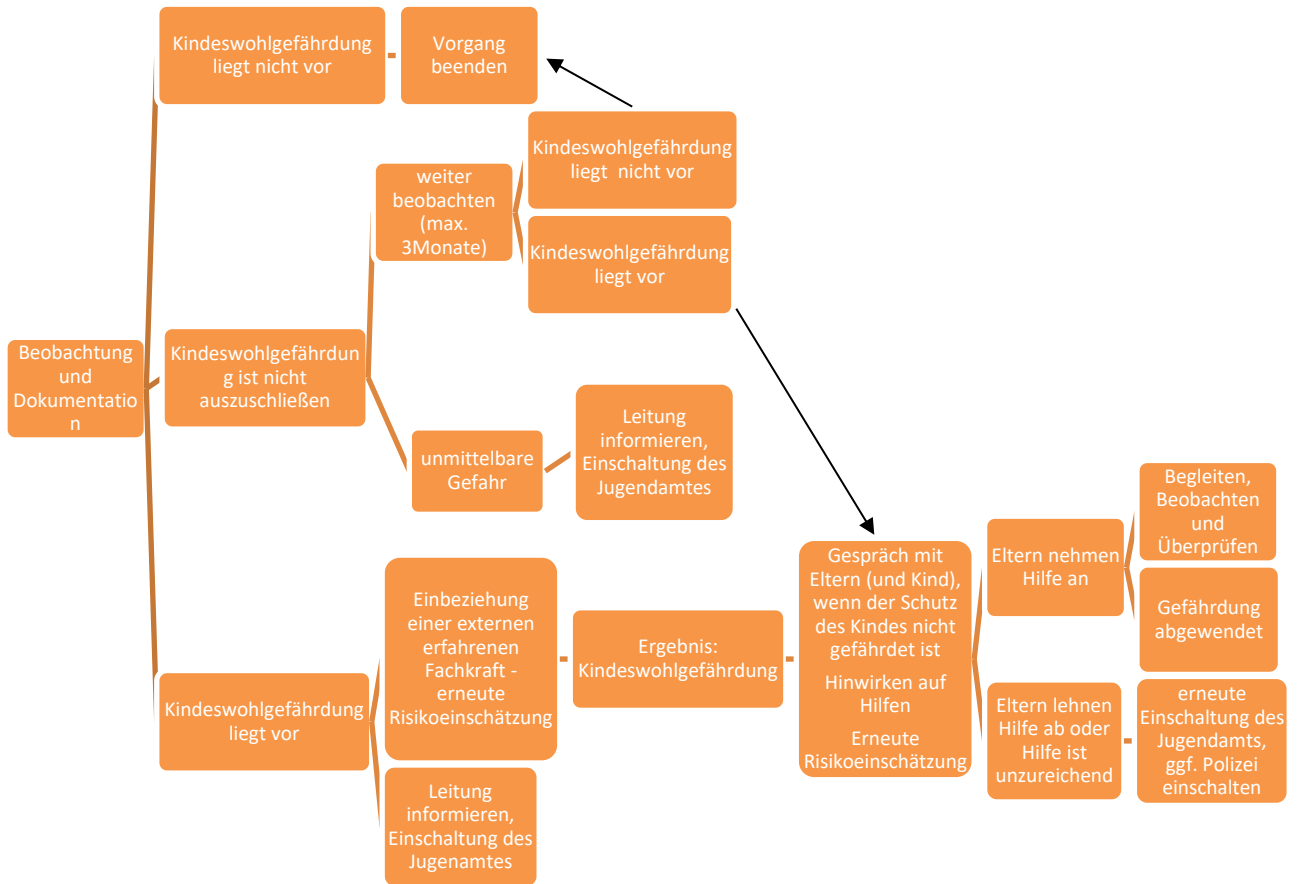 Kindeswohlgefährdung
liegt nicht vor
Vorgang
beenden
Kindeswohlgefährdung
liegt  nicht vor
weiter
beobachten
(max.
3Monate)
Kindeswohlgefährdung
liegt vor
Beobachtung
und
Dokumentatio
n
Kindeswohlgefährdun
g ist nicht
auszuschließen
unmittelbare
Gefahr
Leitung
informieren,
Einschaltung des
Jugendamtes
Kindeswohlgefährdung
liegt vor
Einbeziehung
einer externen
erfahrenen
Fachkraft -
erneute
Risikoeinschätzung
Leitung
informieren,
Einschaltung des
Jugenamtes
Ergebnis:
Kindeswohlgefährdung
Gespräch mit
Eltern (und Kind),
wenn der Schutz
des Kindes nicht
gefährdet ist
Hinwirken auf
Hilfen
Erneute
Risikoeinschätzung
Eltern nehmen
Hilfe an
Begleiten,
Beobachten
und
Überprüfen
Gefährdung
abgewendet
Eltern lehnen
Hilfe ab oder
Hilfe ist
unzureichend
erneute
Einschaltung des
Jugendamts,
ggf. Polizei
einschalten